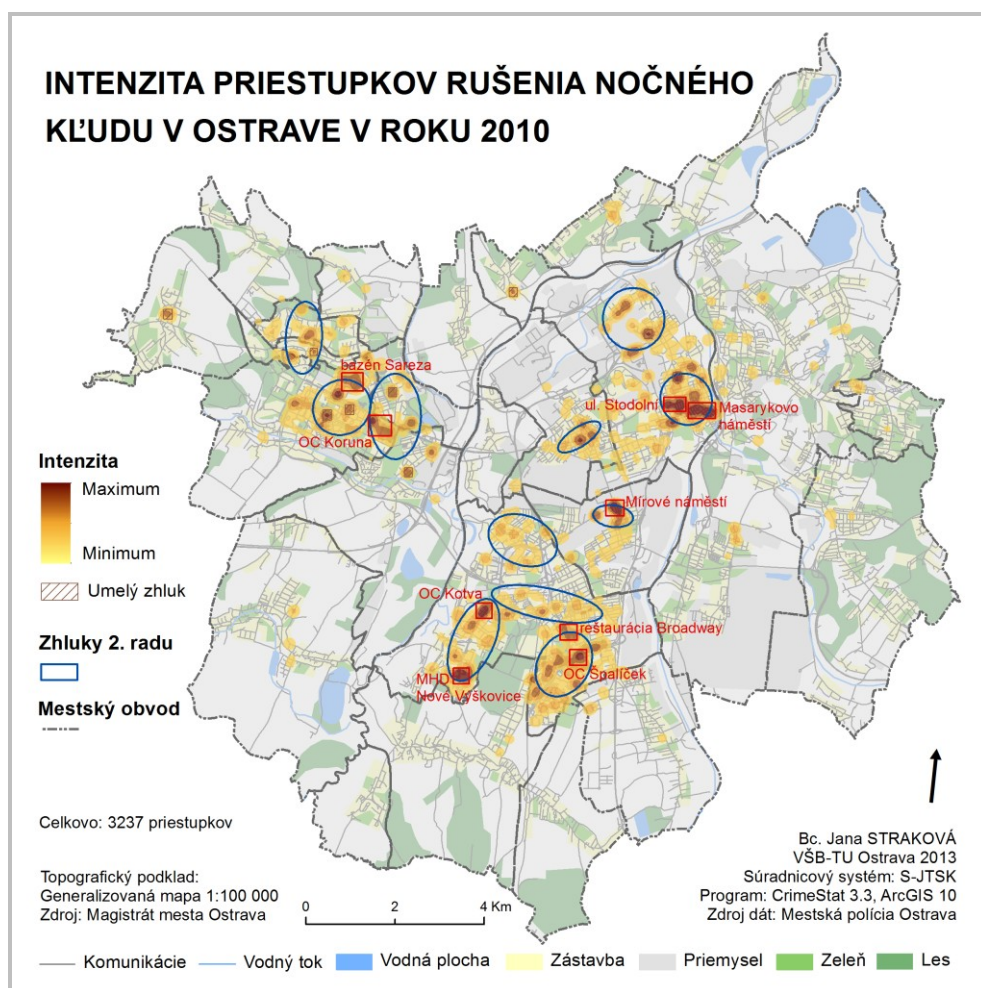 INTENZITA PRIESTUPKOV RUŠENIA NOČNÉHO
KĽUDU V OSTRAVE V ROKU 2010
bazén Sareza
OC Koruna
ul. Stodolní
Masarykovo
náměstí
Mírové náměstí
OC Kotva
reštaurácia Broadway
OC Špalíček
MHD
Nové Výškovice
Intenzita
Maximum
Minimum
Umelý zhluk
Zhluky 2. radu
Mestský obvod
Celkovo: 3237 priestupkov
Topografický podklad:
Generalizovaná mapa 1:100 000
Zdroj: Magistrát mesta Ostrava
0 2 4 Km
Bc. Jana STRAKOVÁ
VŠB-TU Ostrava 2013
Súradnicový systém: S-JTSK
Program: CrimeStat 3.3, ArcGIS 10
Zdroj dát: Mestská polícia Ostrava
Komunikácie Vodný tok Vodná plocha Zástavba Priemysel Zeleň Les